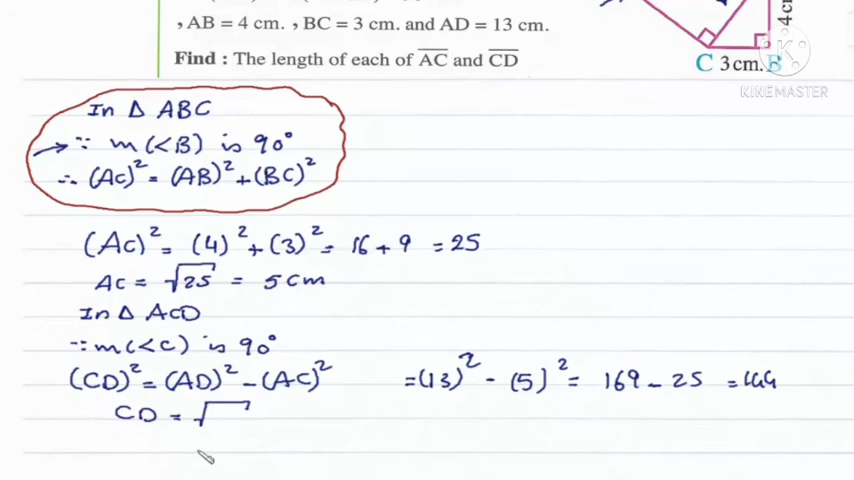 , AB = 4 cm. , BC = 3 cm. and AD = 13 cm.
Find : The length of each of AC and CD
C 3cm. B
4c
KINEMASTER
In Δ ABC
∵ m(<B) is 90°
∴ (AC)² = (AB)² + (BC)²
(AC)² = (4)² + (3)² = 16 + 9 = 25
AC = √25 = 5 cm
In Δ ACD
∵ m(<C) is 90°
(CD)² = (AD)² - (AC)² = (13)² - (5)² = 169 - 25 = 144
CD = √